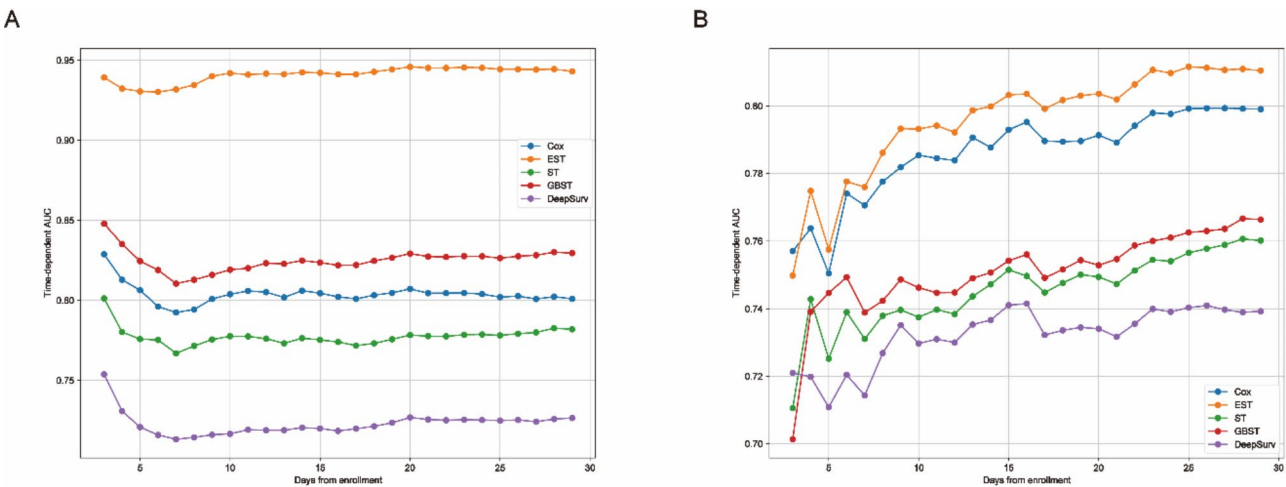 A
0.95
0.90
0.85
0.80
0.75
Time-dependent AUC
Cox
EST
ST
GBST
DeepSurv
5
10
15
20
25
30
Days from enrollment
B
0.80
0.78
0.76
0.74
0.72
0.70
Time-dependent AUC
Cox
EST
ST
GBST
DeepSurv
5
10
15
20
25
30
Days from enrollment